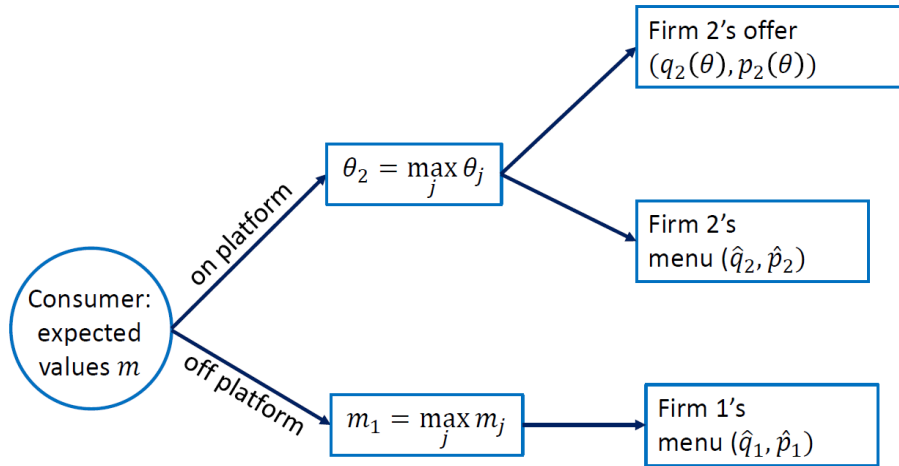 Firm 2’s offer
(q₂(θ), p₂(θ))
θ₂ = max θⱼ
j
on platform
Firm 2’s
menu (q̂₂, p̂₂)
Consumer:
expected
values m
off platform
m₁ = max mⱼ
j
Firm 1’s
menu (q̂₁, p̂₁)